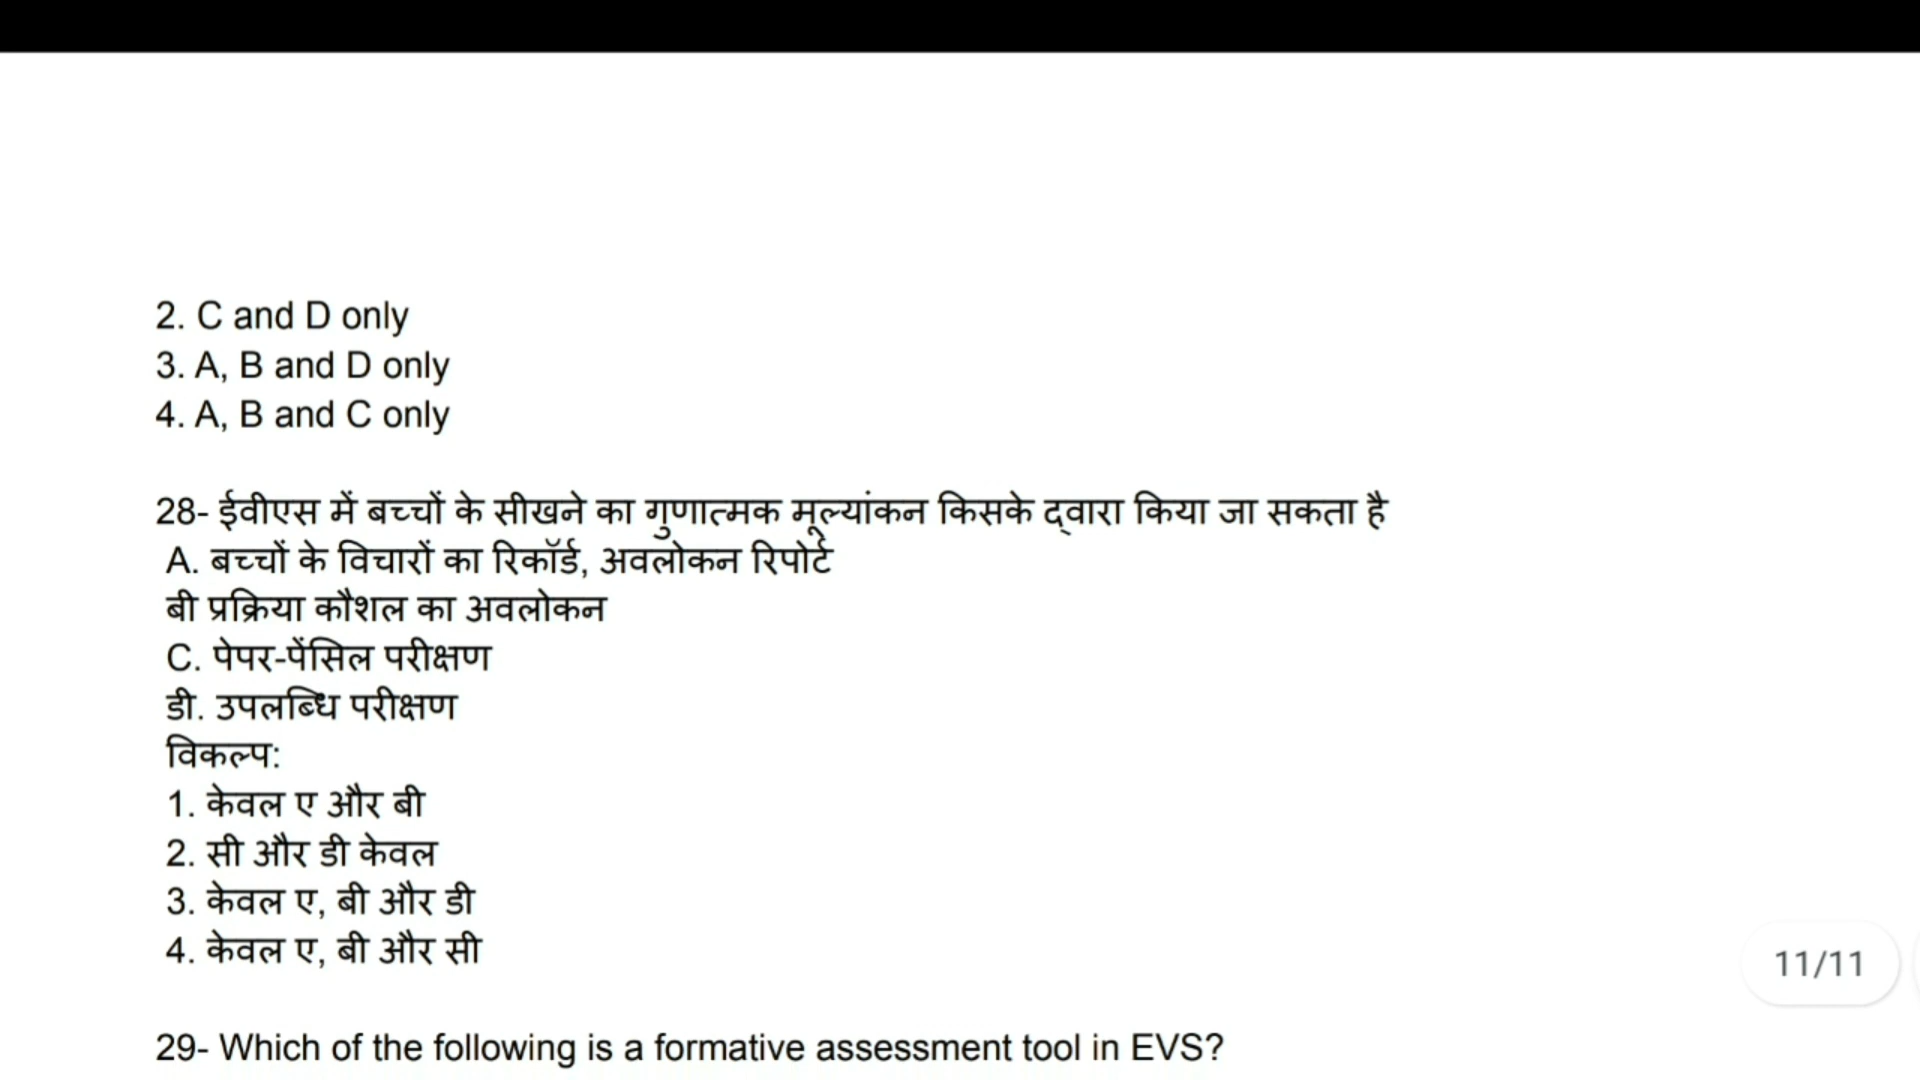 2. C and D only
3. A, B and D only
4. A, B and C only
28- ईवीएस में बच्चों के सीखने का गुणात्मक मूल्यांकन किसके द्वारा किया जा सकता है
A. बच्चों के विचारों का रिकॉर्ड, अवलोकन रिपोर्ट
बी प्रक्रिया कौशल का अवलोकन
C. पेपर-पेंसिल परीक्षण
डी. उपलब्धि परीक्षण
विकल्प:
1. केवल ए और बी
2. सी और डी केवल
3. केवल ए, बी और डी
4. केवल ए, बी और सी
11/11
29- Which of the following is a formative assessment tool in EVS?